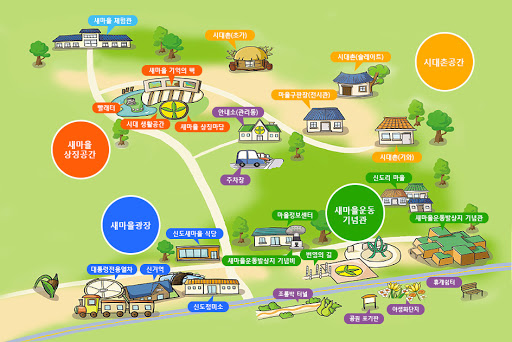 새마을 체험관
시대촌(초가)
시대촌(슬레이트)
시대촌공간
새마을 기억의 벽
마을구판장(전시관)
빨래터
안내소(관리동)
시대 생활공간
새마을 상징마당
새마을
상징공간
시대촌(기와)
주차장
신도리 마을
새마을광장
마을정보센터
새마을운동
기념관
새마을운동발상지 기념관
신도새마을 식당
새마을운동발상지 기념비
번영의 길
대통령전용열차
신거역
신도정미소
조롱박 터널
공원 포기판
야생화단지
휴게쉼터